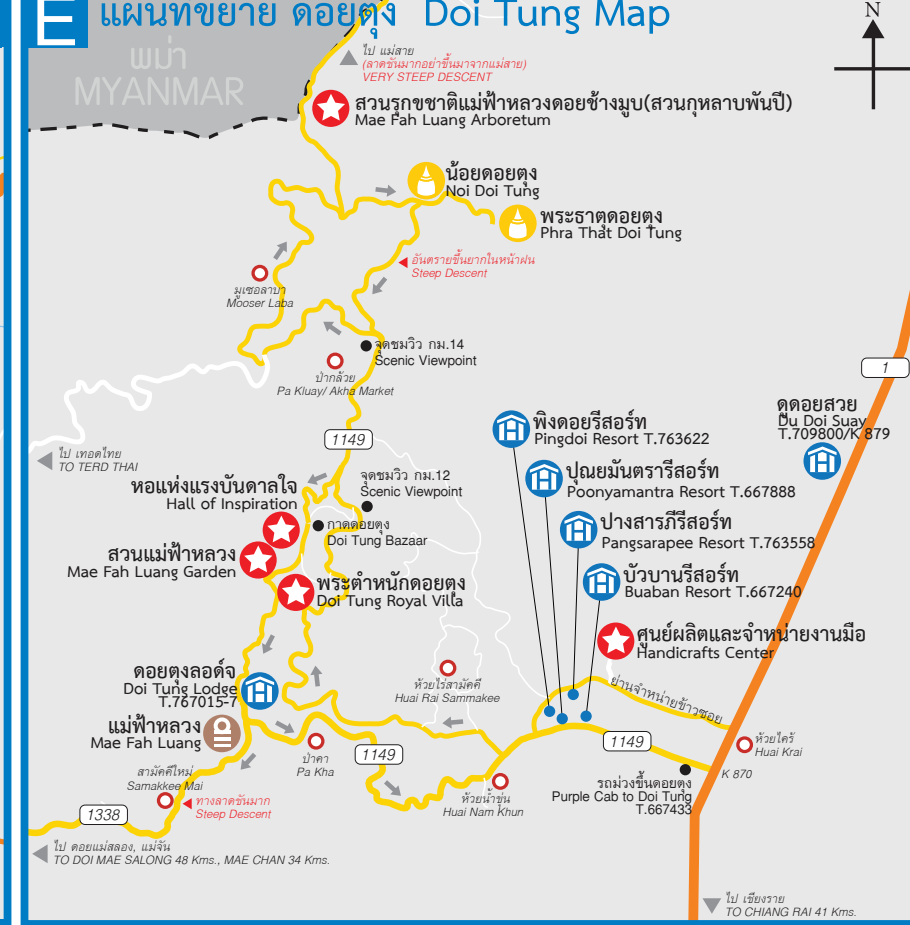 E แผนที่ขยาย ดอยตุง Doi Tung Map
N
พม่า
MYANMAR
ไป แม่สาย
(ลาดชันมากอย่าขึ้นมาจากแม่สาย)
VERY STEEP DESCENT
สวนรุกขชาติแม่ฟ้าหลวงดอยช้างมูบ(สวนกุหลาบพันปี)
Mae Fah Luang Arboretum
น้อยดอยตุง
Noi Doi Tung
พระธาตุดอยตุง
Phra That Doi Tung
อันตรายขึ้นยากในหน้าฝน
Steep Descent
มูเซอลาบา
Mooser Laba
จุดชมวิว กม.14
Scenic Viewpoint
ป่ากล้วย
Pa Kluay/ Akha Market
1
1149
ไป เทอดไทย
TO TERD THAI
พิงดอยรีสอร์ท
Pingdoi Resort T.763622
ดูดอยสวย
Du Doi Suay
T.709800/K 879
ปุณยมันตรารีสอร์ท
Poonyamantra Resort T.667888
หอแห่งแรงบันดาลใจ
Hall of Inspiration
จุดชมวิว กม.12
Scenic Viewpoint
กาดดอยตุง
Doi Tung Bazaar
ปางสารภีรีสอร์ท
Pangsarapee Resort T.763558
สวนแม่ฟ้าหลวง
Mae Fah Luang Garden
พระตำหนักดอยตุง
Doi Tung Royal Villa
บัวบานรีสอร์ท
Buaban Resort T.667240
ศูนย์ผลิตและจำหน่ายงานมือ
Handicrafts Center
ดอยตุงลอด์จ
Doi Tung Lodge
T.767015-7
ห้วยไร่สามัคคี
Huai Rai Sammakee
ย่านจำหน่ายข้าวซอย
แม่ฟ้าหลวง
Mae Fah Luang
ป่าคา
Pa Kha
1149
1149
ห้วยไคร้
Huai Krai
K 870
สามัคคีใหม่
Samakkee Mai
ทางลาดชันมาก
Steep Descent
ห้วยน้ำขุ่น
Huai Nam Khun
รถม่วงขึ้นดอยตุง
Purple Cab to Doi Tung
T.667433
1338
ไป ดอยแม่สลอง, แม่จัน
TO DOI MAE SALONG 48 Kms., MAE CHAN 34 Kms.
ไป เชียงราย
TO CHIANG RAI 41 Kms.